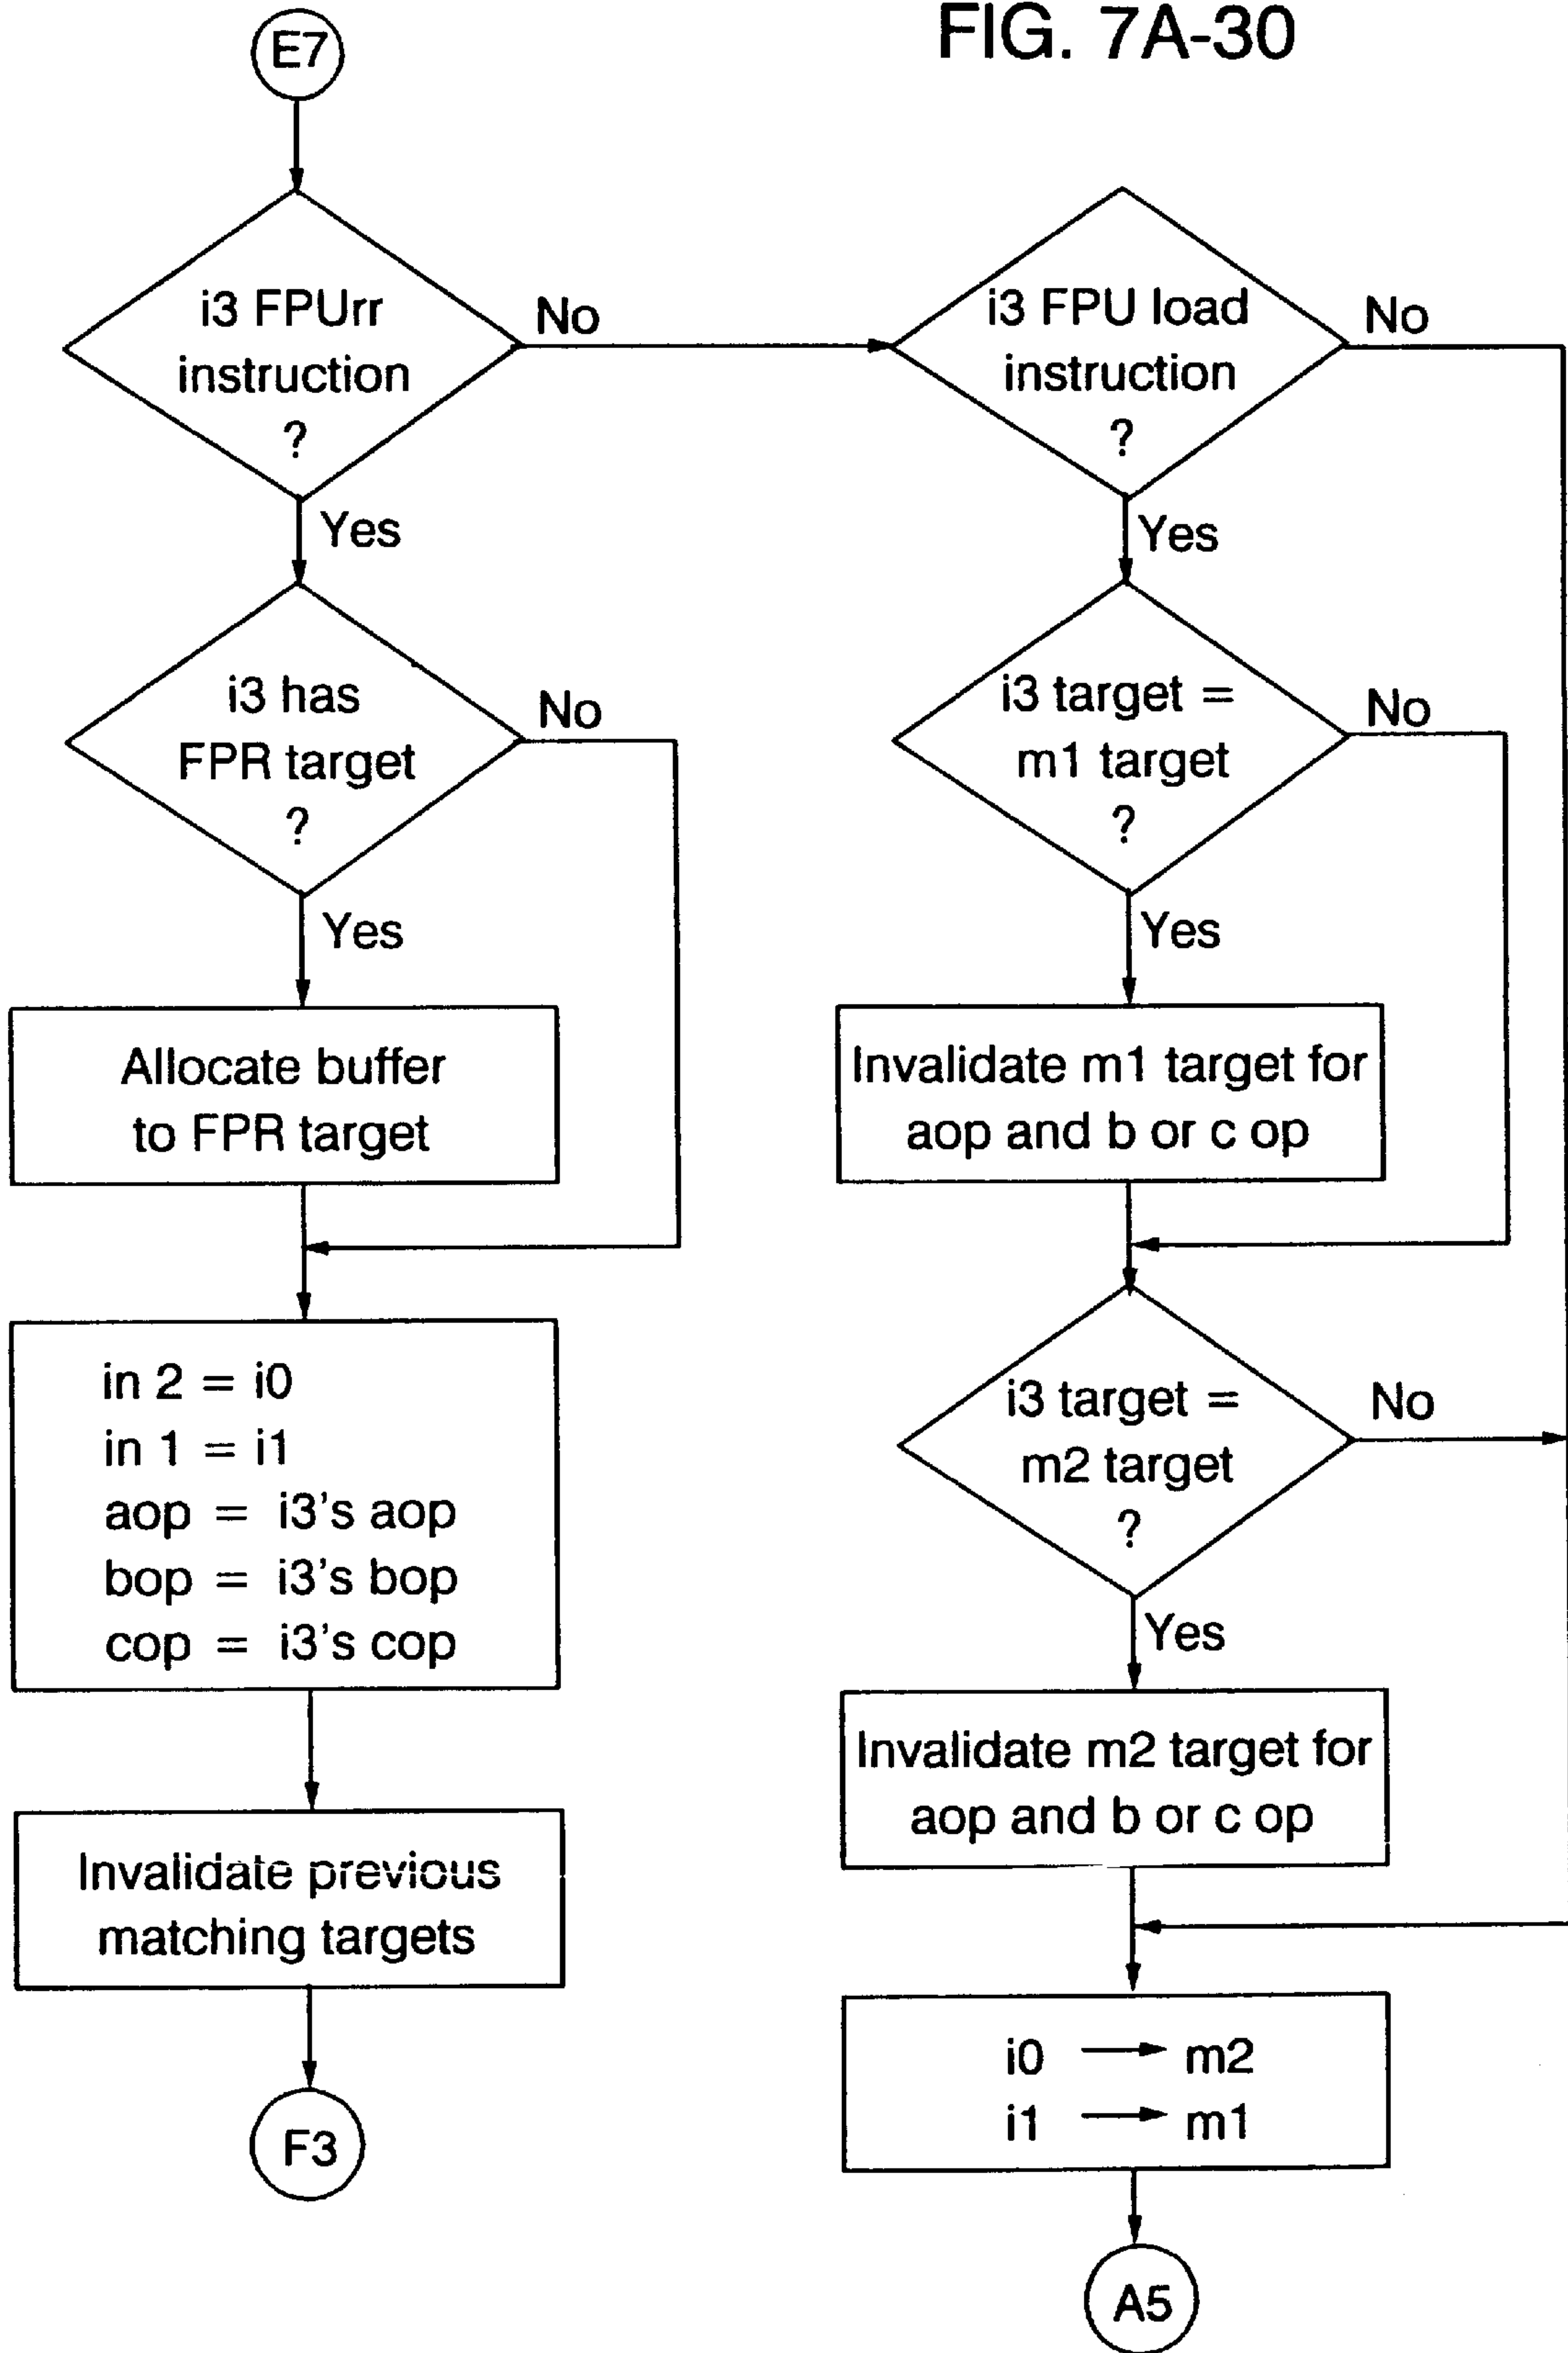 FIG. 7A-30
E7
i3 FPUrr
instruction
?
No
Yes
i3 has
FPR target
?
No
Yes
Allocate buffer
to FPR target
in 2 = i0
in 1 = i1
aop = i3's aop
bop = i3's bop
cop = i3's cop
Invalidate previous
matching targets
F3
i3 FPU load
instruction
?
No
Yes
i3 target =
m1 target
?
No
Yes
Invalidate m1 target for
aop and b or c op
i3 target =
m2 target
?
No
Yes
Invalidate m2 target for
aop and b or c op
i0 → m2
i1 → m1
A5